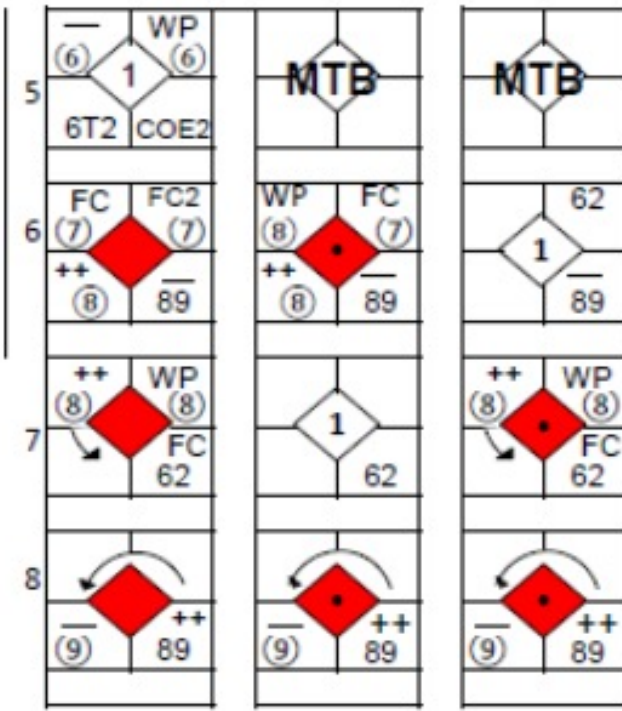 — WP
(6) 1 (6)
5 MTB MTB
6T2 COE2
FC FC2 WP FC 62
6 (7) (7) (8) (7) 1
++ — ++ — —
(8) 89 (8) 89 89
++ WP ++ WP
(8) (8) 1 (8) (8)
7 FC FC
62 62 62
8
— ++ — ++ — ++
(9) 89 (9) 89 (9) 89